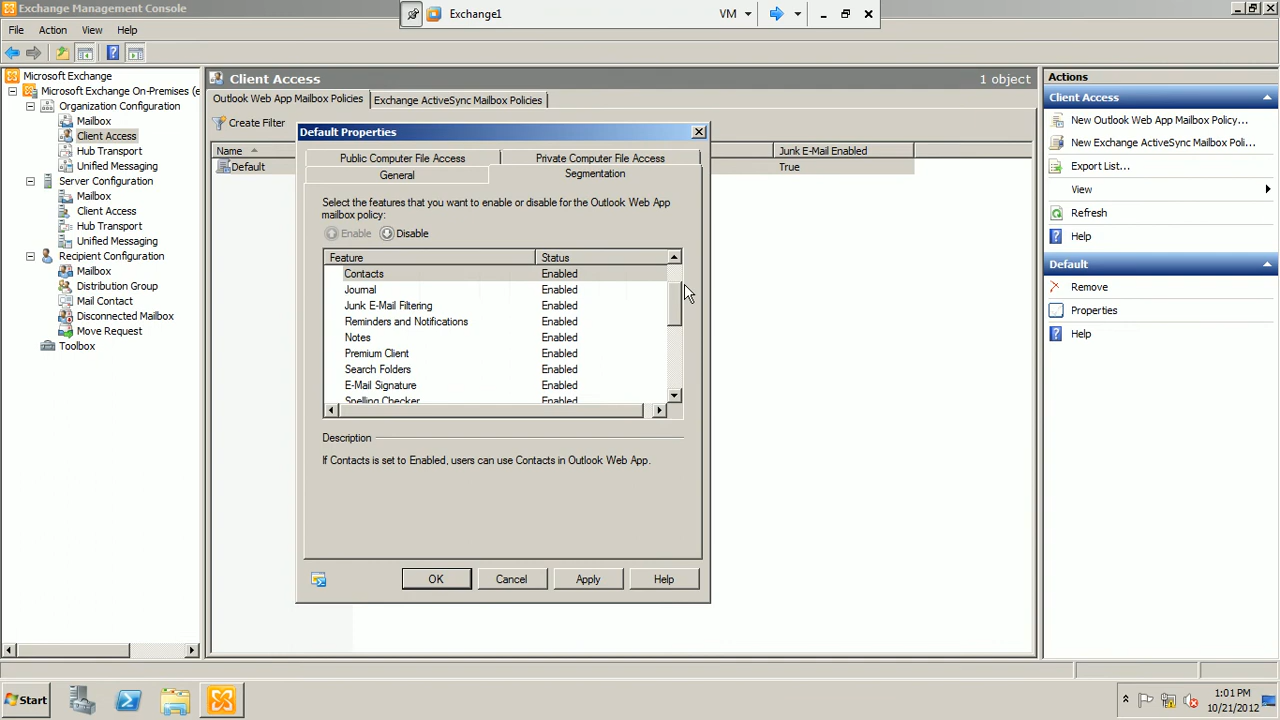 Exchange Management Console
Exchange1
VM
File Action View Help
Microsoft Exchange
Microsoft Exchange On-Premises (e
Organization Configuration
Mailbox
Client Access
Hub Transport
Unified Messaging
Server Configuration
Mailbox
Client Access
Hub Transport
Unified Messaging
Recipient Configuration
Mailbox
Distribution Group
Mail Contact
Disconnected Mailbox
Move Request
Toolbox
Client Access
1 object
Outlook Web App Mailbox Policies
Exchange ActiveSync Mailbox Policies
Create Filter
Name
Junk E-Mail Enabled
Default
True
Default Properties
Public Computer File Access
Private Computer File Access
General
Segmentation
Select the features that you want to enable or disable for the Outlook Web App
mailbox policy:
Enable Disable
Feature Status
Contacts Enabled
Journal Enabled
Junk E-Mail Filtering Enabled
Reminders and Notifications Enabled
Notes Enabled
Premium Client Enabled
Search Folders Enabled
E-Mail Signature Enabled
Spelling Checker Enabled
Description
If Contacts is set to Enabled, users can use Contacts in Outlook Web App.
OK Cancel Apply Help
Actions
Client Access
New Outlook Web App Mailbox Policy...
New Exchange ActiveSync Mailbox Poli...
Export List...
View
Refresh
Help
Default
Remove
Properties
Help
Start
1:01 PM
10/21/2012